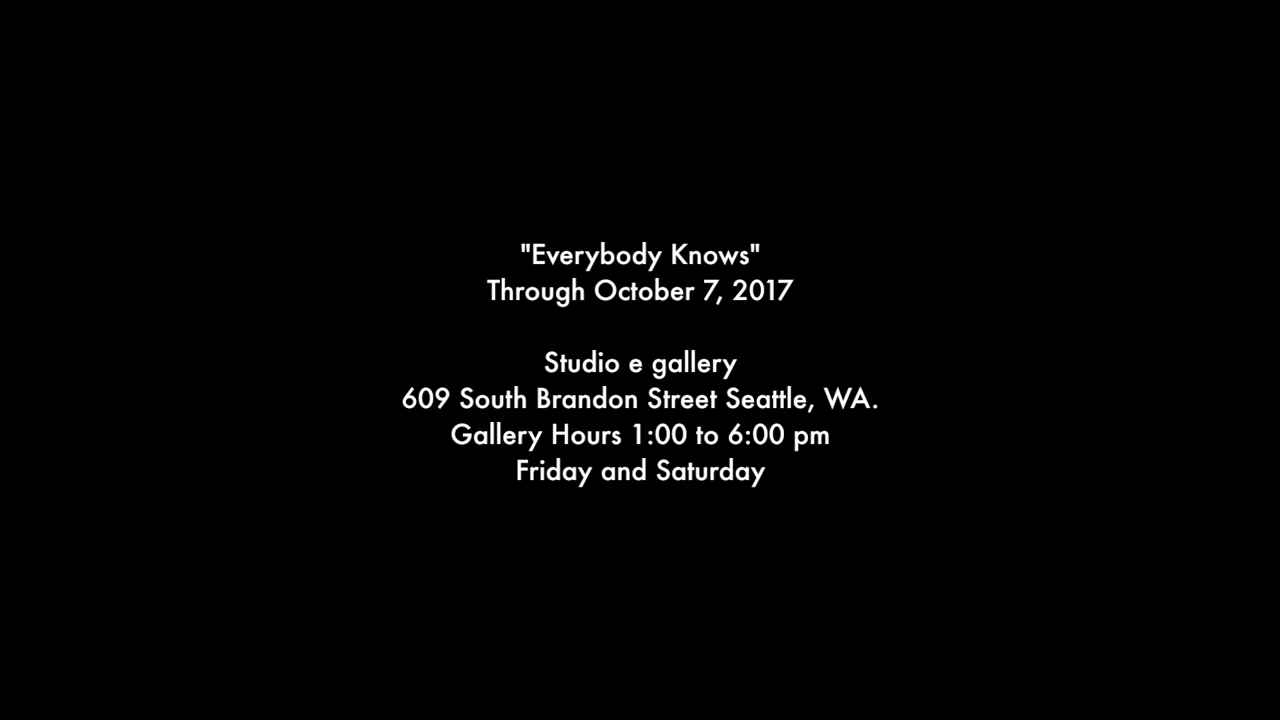 "Everybody Knows"
Through October 7, 2017
Studio e gallery
609 South Brandon Street Seattle, WA.
Gallery Hours 1:00 to 6:00 pm
Friday and Saturday